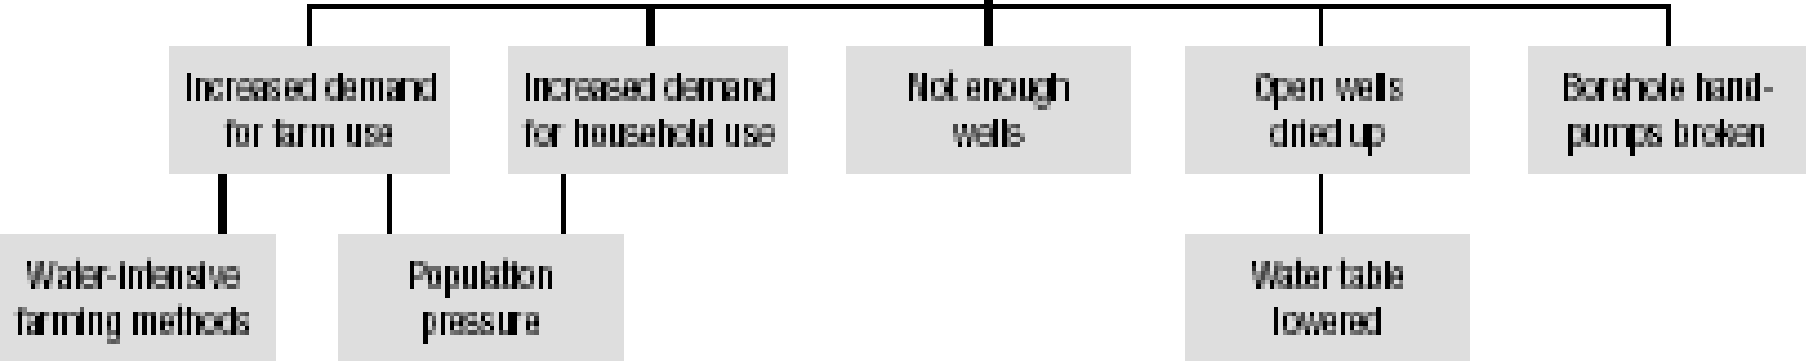 Increased demand
for farm use
Increased demand
for household use
Not enough
wells
Open wells
dried up
Borehole hand-
pumps broken
Water-intensive
farming methods
Population
pressure
Water table
lowered